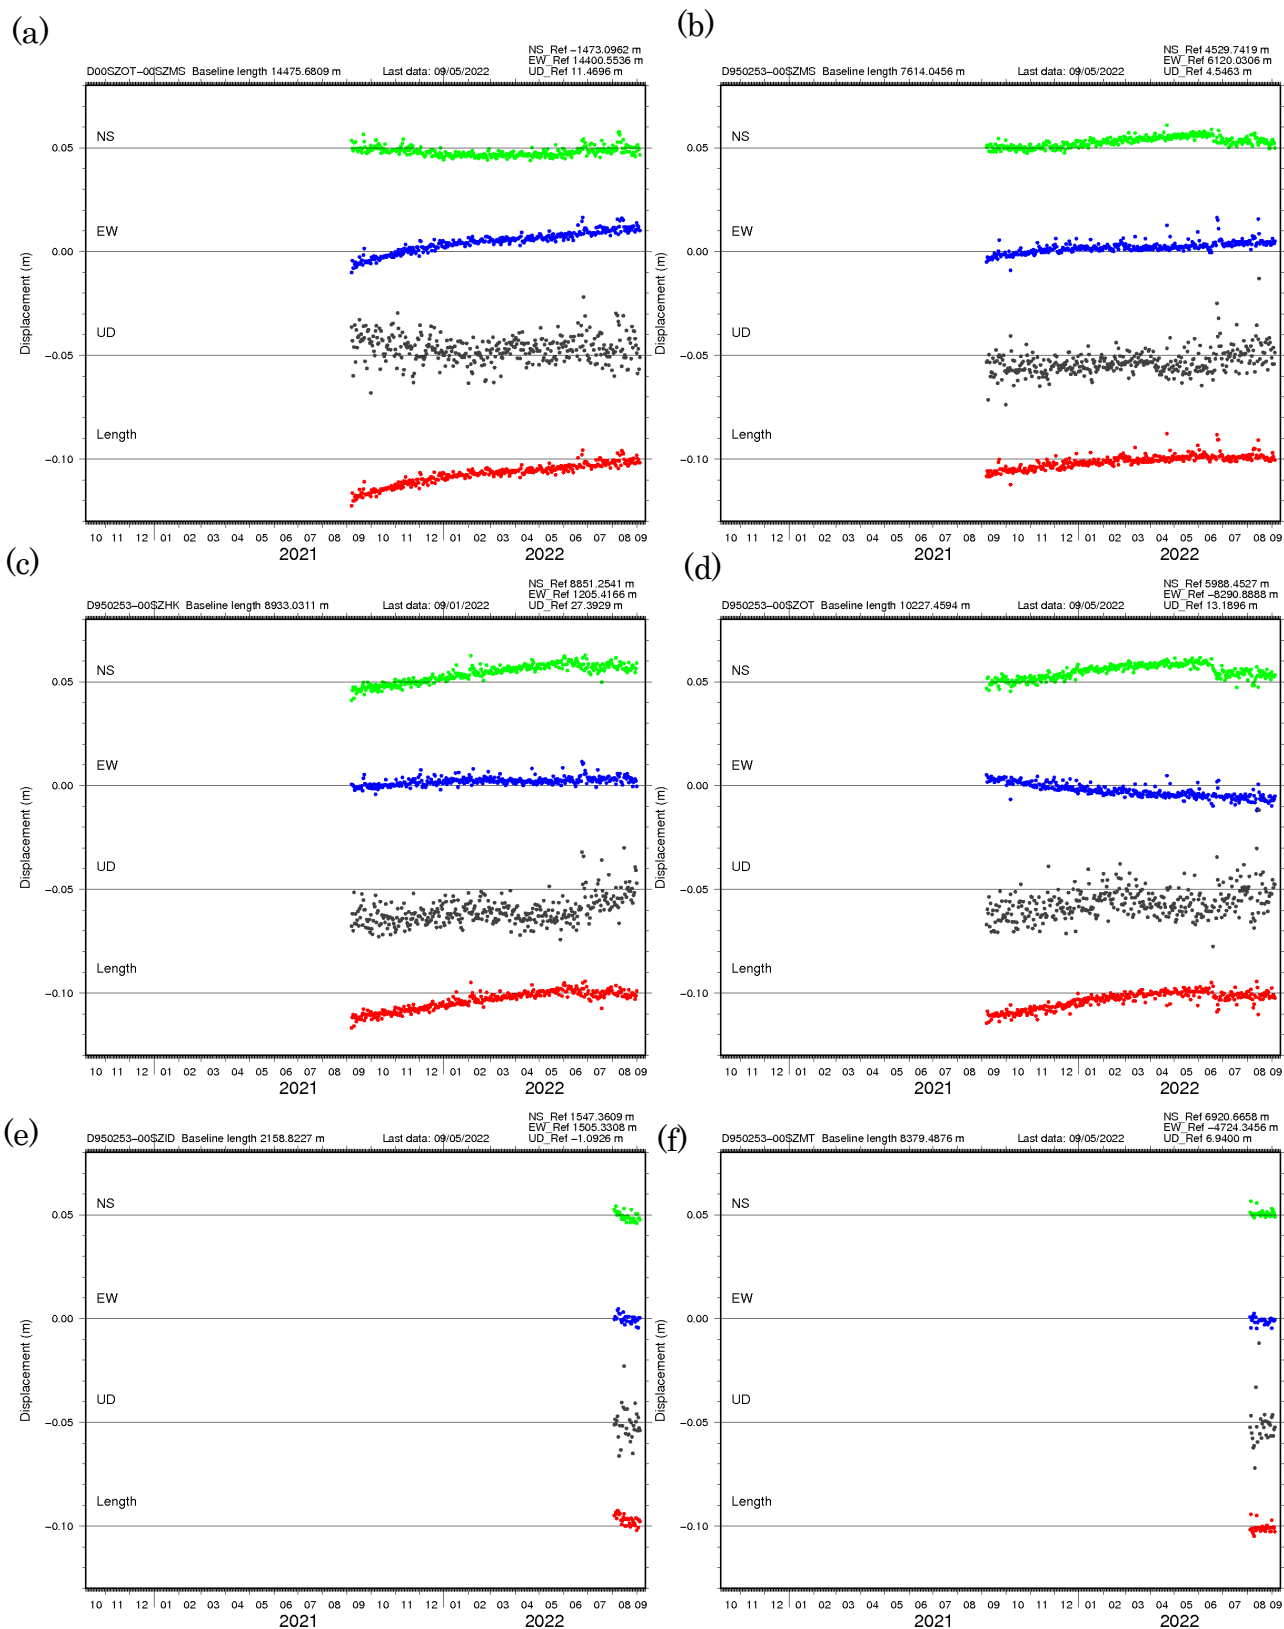 (a)
NS_Ref −1473.0962 m
EW_Ref 14400.5536 m
D00SZOT−00SZMS Baseline length 14475.6809 m Last data: 09/05/2022 UD_Ref 11.4696 m
NS
0.05
EW
0.00
UD
−0.05
Length
−0.10
Displacement (m)
10 11 12 01 02 03 04 05 06 07 08 09 10 11 12 01 02 03 04 05 06 07 08 09
2021 2022
(b)
NS_Ref 4529.7419 m
EW_Ref 6120.0306 m
D950253−00SZMS Baseline length 7614.0456 m Last data: 09/05/2022 UD_Ref 4.5463 m
NS
0.05
EW
0.00
UD
−0.05
Length
−0.10
Displacement (m)
10 11 12 01 02 03 04 05 06 07 08 09 10 11 12 01 02 03 04 05 06 07 08 09
2021 2022
(c)
NS_Ref 8851.2541 m
EW_Ref 1205.4166 m
D950253−00SZHK Baseline length 8933.0311 m Last data: 09/01/2022 UD_Ref 27.3929 m
NS
0.05
EW
0.00
UD
−0.05
Length
−0.10
Displacement (m)
10 11 12 01 02 03 04 05 06 07 08 09 10 11 12 01 02 03 04 05 06 07 08 09
2021 2022
(d)
NS_Ref 5988.4527 m
EW_Ref −8290.8888 m
D950253−00SZOT Baseline length 10227.4594 m Last data: 09/05/2022 UD_Ref 13.1896 m
NS
0.05
EW
0.00
UD
−0.05
Length
−0.10
Displacement (m)
10 11 12 01 02 03 04 05 06 07 08 09 10 11 12 01 02 03 04 05 06 07 08 09
2021 2022
(e)
NS_Ref 1547.3609 m
EW_Ref 1505.3308 m
D950253−00SZID Baseline length 2158.8227 m Last data: 09/05/2022 UD_Ref −1.0926 m
NS
0.05
EW
0.00
UD
−0.05
Length
−0.10
Displacement (m)
10 11 12 01 02 03 04 05 06 07 08 09 10 11 12 01 02 03 04 05 06 07 08 09
2021 2022
(f)
NS_Ref 6920.6658 m
EW_Ref −4724.3456 m
D950253−00SZMT Baseline length 8379.4876 m Last data: 09/05/2022 UD_Ref 6.9400 m
NS
0.05
EW
0.00
UD
−0.05
Length
−0.10
Displacement (m)
10 11 12 01 02 03 04 05 06 07 08 09 10 11 12 01 02 03 04 05 06 07 08 09
2021 2022